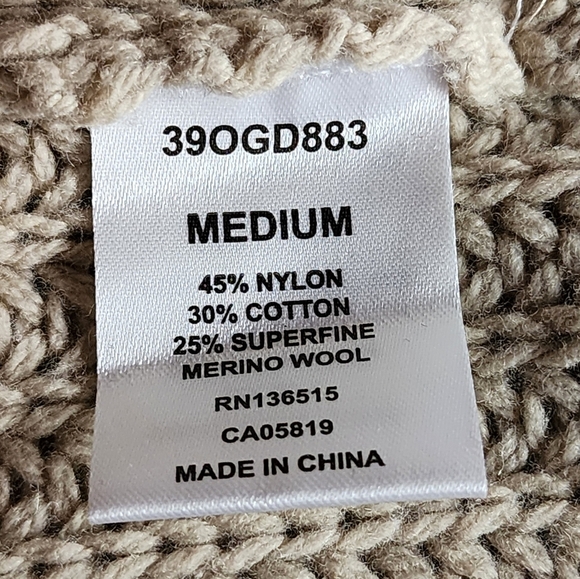 39OGD883
MEDIUM
45% NYLON
30% COTTON
25% SUPERFINE
MERINO WOOL
RN136515
CA05819
MADE IN CHINA